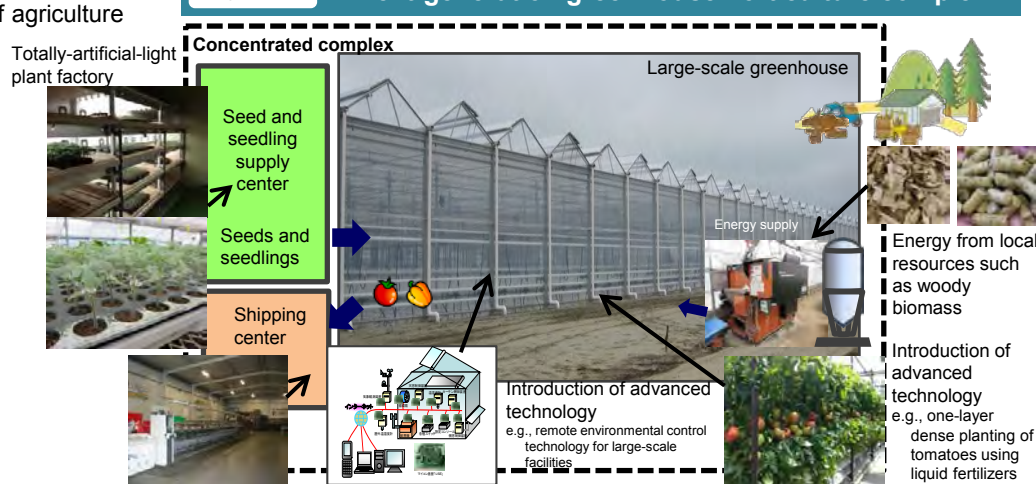 f agriculture
Totally-artificial-light
plant factory
Concentrated complex
Large-scale greenhouse
Seed and
seedling
supply
center
Seeds and
seedlings
Shipping
center
Energy supply
Energy from local
resources such
as woody
biomass
Introduction of advanced
technology
e.g., remote environmental control
technology for large-scale
facilities
Introduction of
advanced
technology
e.g., one-layer
dense planting of
tomatoes using
liquid fertilizers